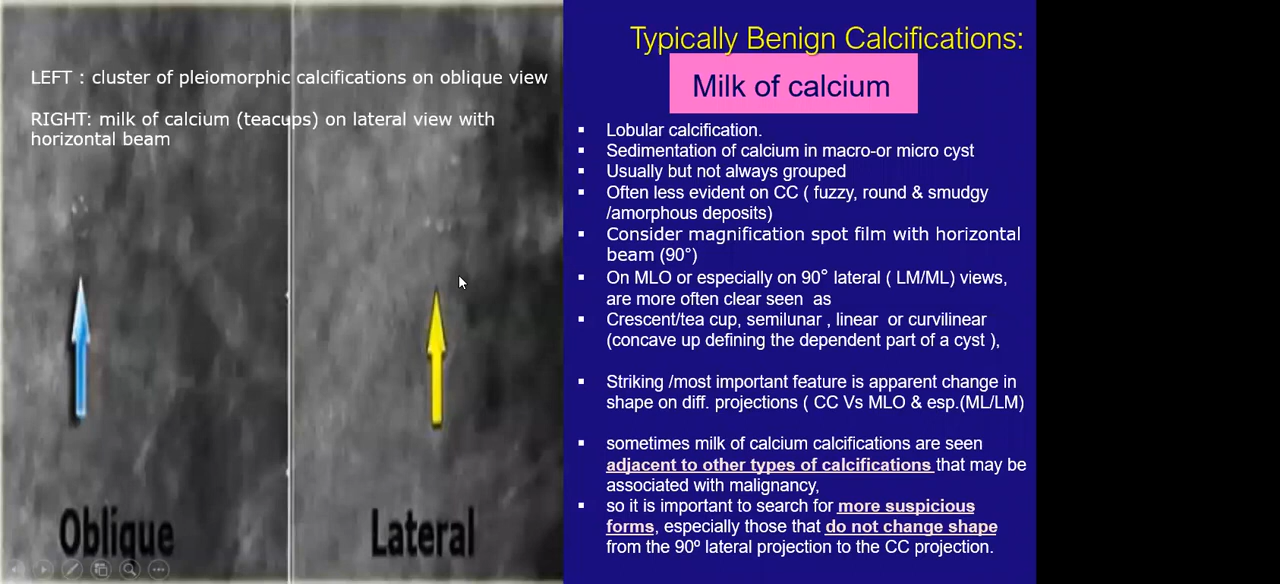 LEFT : cluster of pleiomorphic calcifications on oblique view
RIGHT: milk of calcium (teacups) on lateral view with
horizontal beam
Oblique
Lateral
Typically Benign Calcifications:
Milk of calcium
▪ Lobular calcification.
▪ Sedimentation of calcium in macro-or micro cyst
▪ Usually but not always grouped
▪ Often less evident on CC ( fuzzy, round & smudgy
/amorphous deposits)
▪ Consider magnification spot film with horizontal
beam (90°)
▪ On MLO or especially on 90° lateral ( LM/ML) views,
are more often clear seen as
▪ Crescent/tea cup, semilunar , linear or curvilinear
(concave up defining the dependent part of a cyst ),
▪ Striking /most important feature is apparent change in
shape on diff. projections ( CC Vs MLO & esp.(ML/LM)
▪ sometimes milk of calcium calcifications are seen
adjacent to other types of calcifications that may be
associated with malignancy,
▪ so it is important to search for more suspicious
forms, especially those that do not change shape
from the 90º lateral projection to the CC projection.